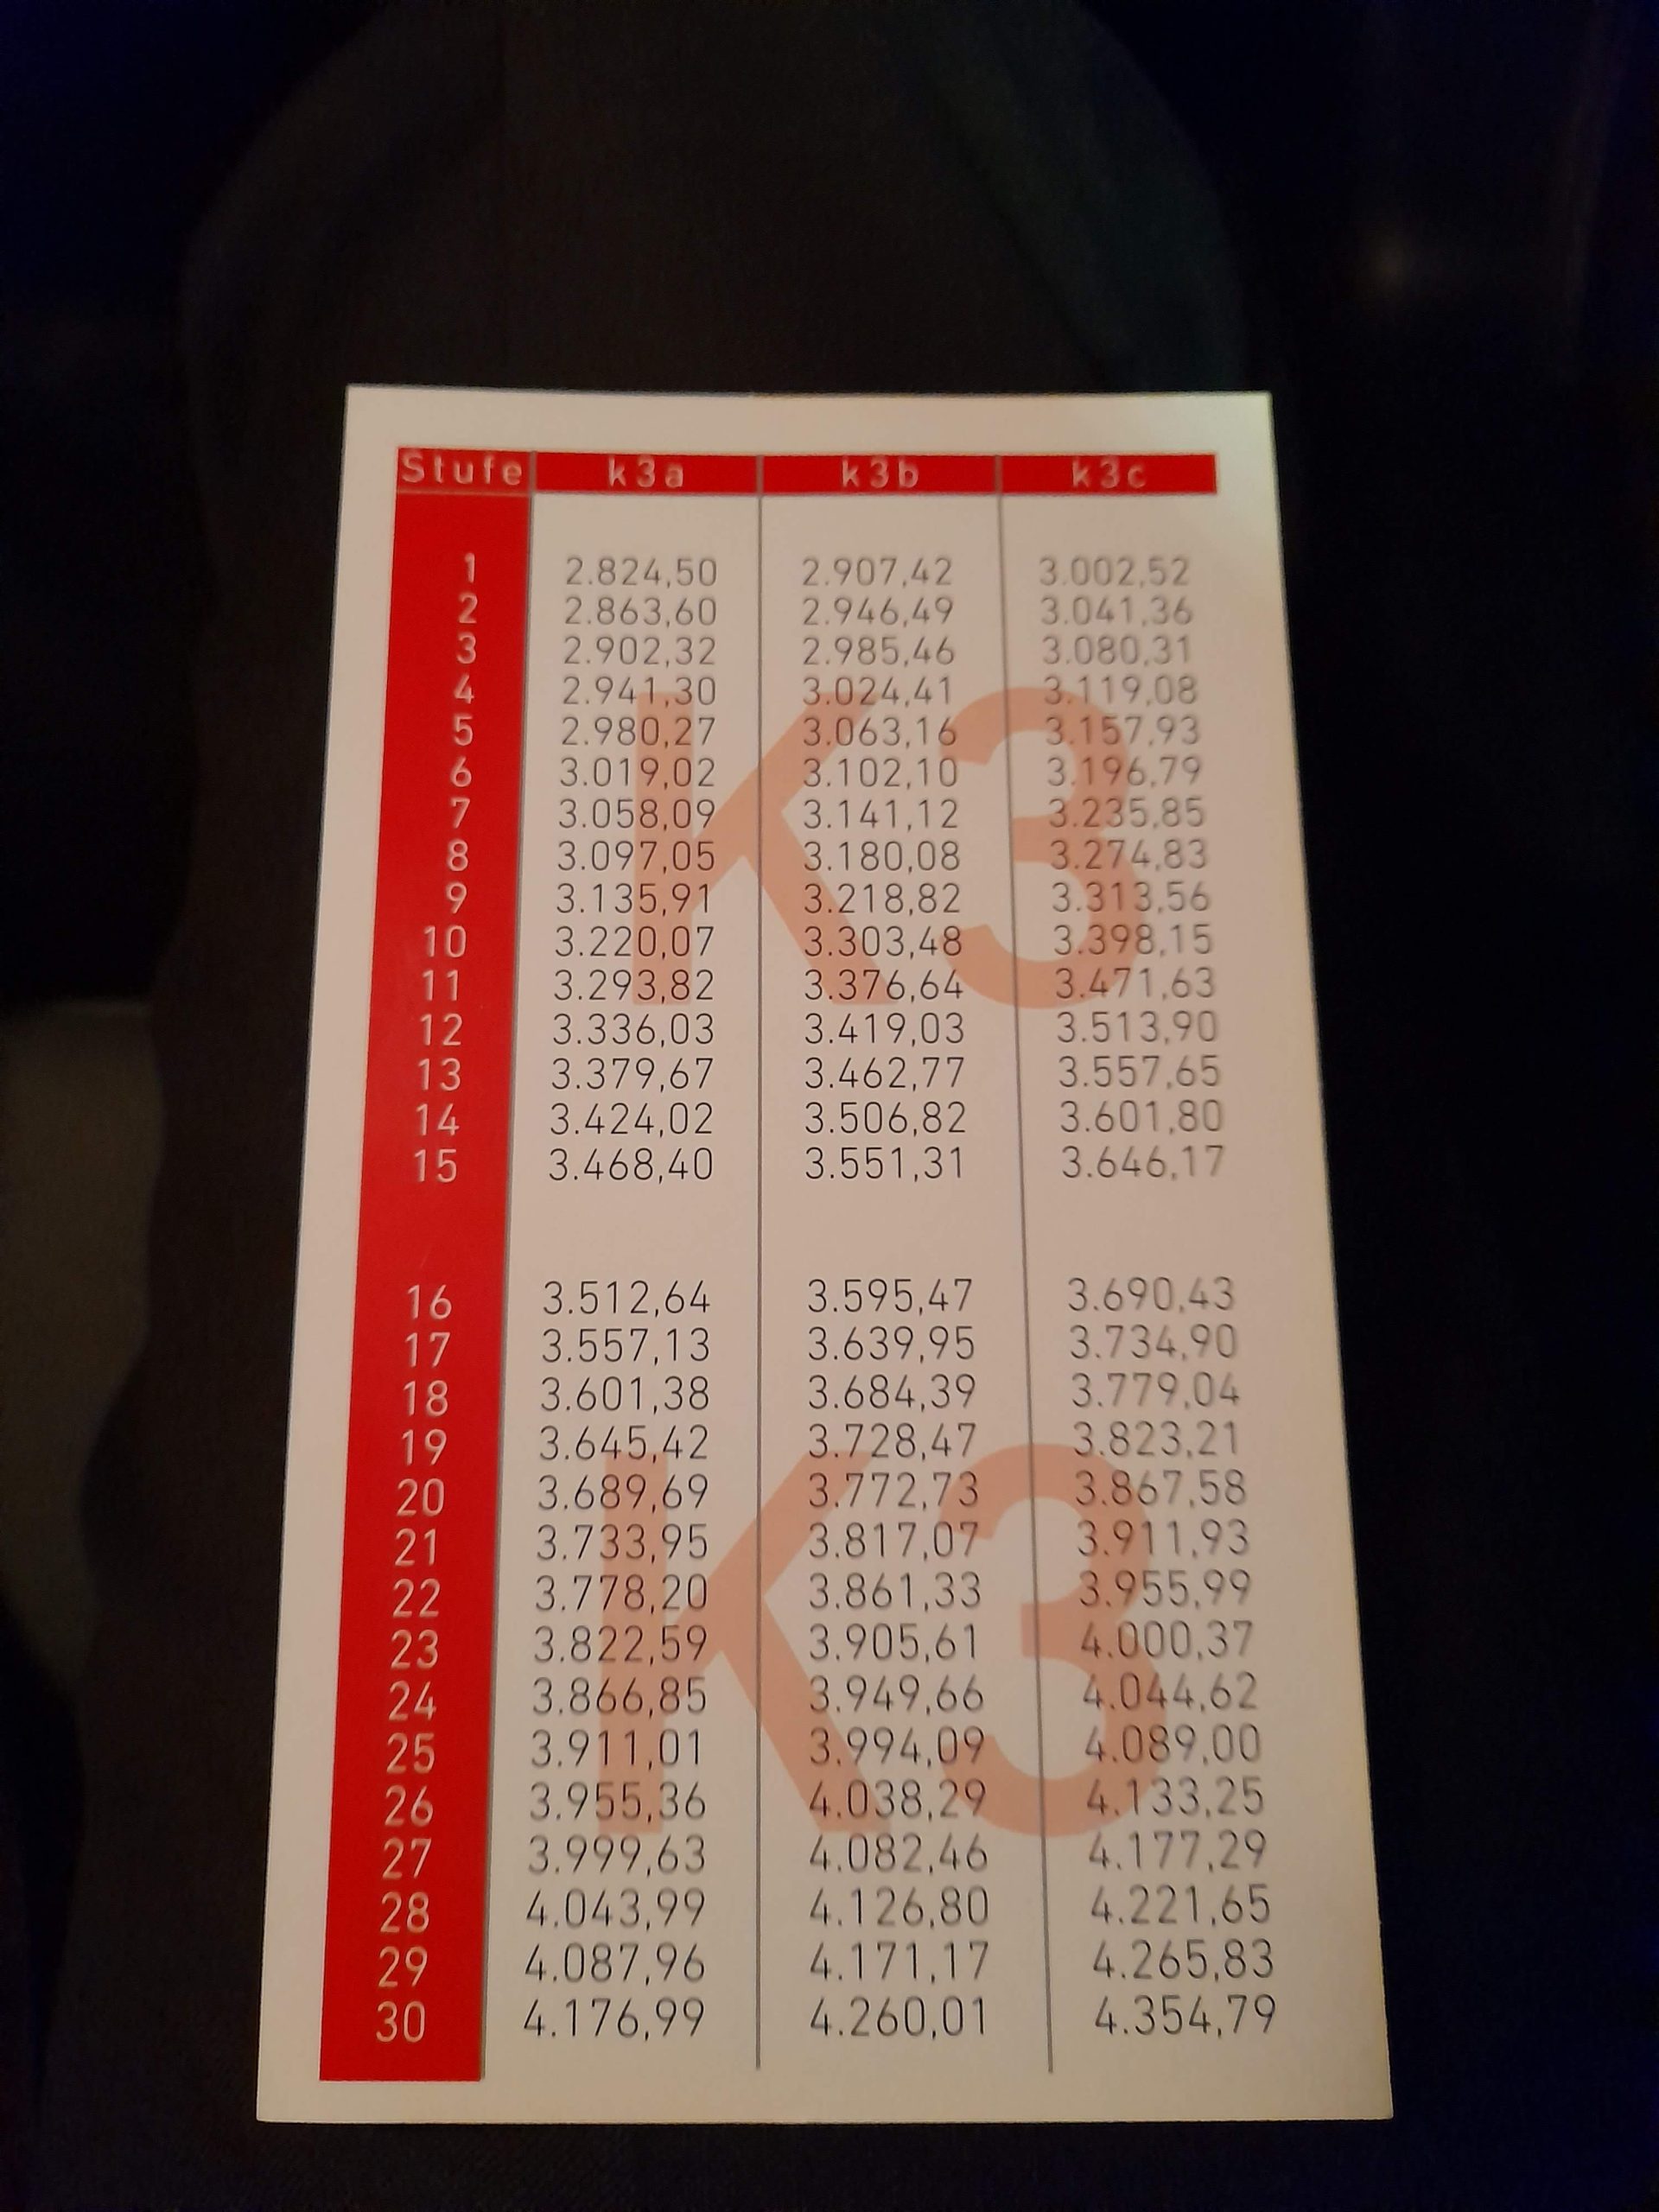 Stufe k3a k3b k3c
1 2.824,50 2.907,42 3.002,52
2 2.863,60 2.946,49 3.041,36
3 2.902,32 2.985,46 3.080,31
4 2.941,30 3.024,41 3.119,08
5 2.980,27 3.063,16 3.157,93
6 3.019,02 3.102,10 3.196,79
7 3.058,09 3.141,12 3.235,85
8 3.097,05 3.180,08 3.274,83
9 3.135,91 3.218,82 3.313,56
10 3.220,07 3.303,48 3.398,15
11 3.293,82 3.376,64 3.471,63
12 3.336,03 3.419,03 3.513,90
13 3.379,67 3.462,77 3.557,65
14 3.424,02 3.506,82 3.601,80
15 3.468,40 3.551,31 3.646,17
K3
16 3.512,64 3.595,47 3.690,43
17 3.557,13 3.639,95 3.734,90
18 3.601,38 3.684,39 3.779,04
19 3.645,42 3.728,47 3.823,21
20 3.689,69 3.772,73 3.867,58
21 3.733,95 3.817,07 3.911,93
22 3.778,20 3.861,33 3.955,99
23 3.822,59 3.905,61 4.000,37
24 3.866,85 3.949,66 4.044,62
25 3.911,01 3.994,09 4.089,00
26 3.955,36 4.038,29 4.133,25
27 3.999,63 4.082,46 4.177,29
28 4.043,99 4.126,80 4.221,65
29 4.087,96 4.171,17 4.265,83
30 4.176,99 4.260,01 4.354,79
K3